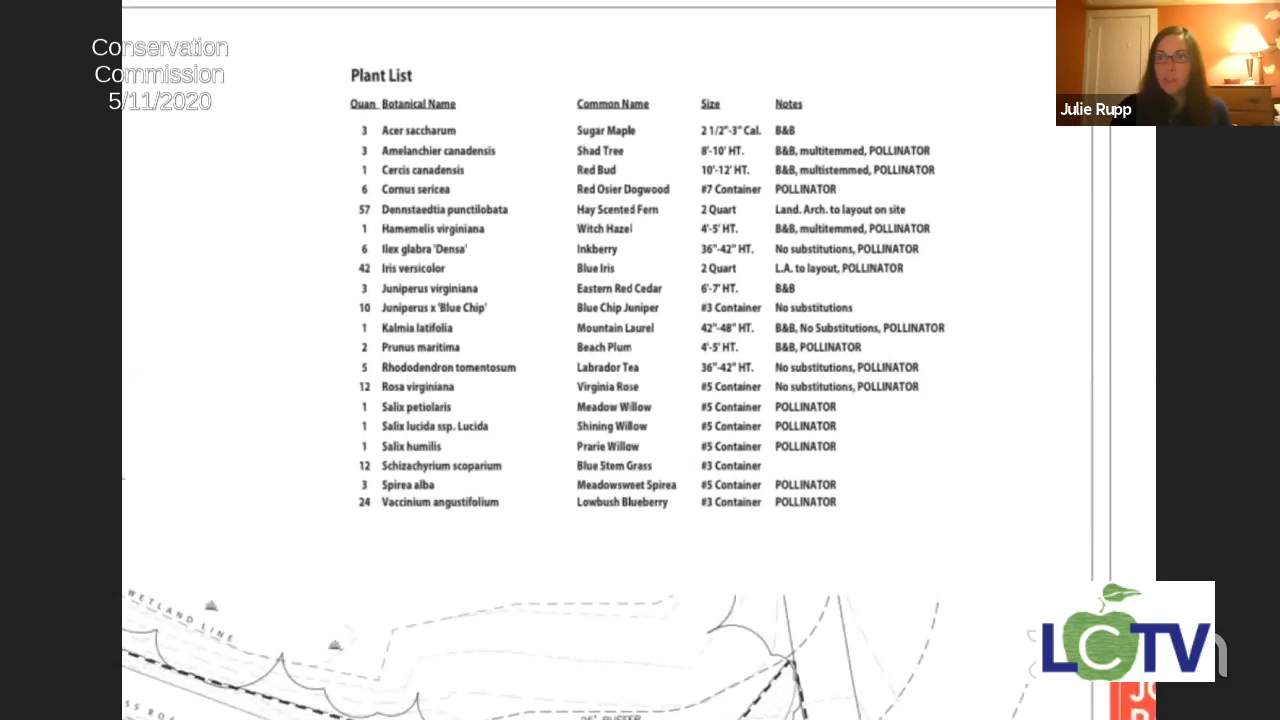 Conservation
Commission
5/11/2020
Julie Rupp
Plant List
Quan Botanical Name Common Name Size Notes
3 Acer saccharum Sugar Maple 2 1/2"-3" Cal. B&B
3 Amelanchier canadensis Shad Tree 8'-10' HT. B&B, multitemmed, POLLINATOR
1 Cercis canadensis Red Bud 10'-12' HT. B&B, multistemmed, POLLINATOR
6 Cornus sericea Red Osier Dogwood #7 Container POLLINATOR
57 Dennstaedtia punctilobata Hay Scented Fern 2 Quart Land. Arch. to layout on site
1 Hamemelis virginiana Witch Hazel 4'-5' HT. B&B, multitemmed, POLLINATOR
6 Ilex glabra 'Densa' Inkberry 36"-42" HT. No substitutions, POLLINATOR
42 Iris versicolor Blue Iris 2 Quart L.A. to layout, POLLINATOR
3 Juniperus virginiana Eastern Red Cedar 6'-7' HT. B&B
10 Juniperus x 'Blue Chip' Blue Chip Juniper #3 Container No substitutions
1 Kalmia latifolia Mountain Laurel 42"-48" HT. B&B, No Substitutions, POLLINATOR
2 Prunus maritima Beach Plum 4'-5' HT. B&B, POLLINATOR
5 Rhododendron tomentosum Labrador Tea 36"-42" HT. No substitutions, POLLINATOR
12 Rosa virginiana Virginia Rose #5 Container No substitutions, POLLINATOR
1 Salix petiolaris Meadow Willow #5 Container POLLINATOR
1 Salix lucida ssp. Lucida Shining Willow #5 Container POLLINATOR
1 Salix humilis Prarie Willow #5 Container POLLINATOR
12 Schizachyrium scoparium Blue Stem Grass #3 Container
3 Spirea alba Meadowsweet Spirea #5 Container POLLINATOR
24 Vaccinium angustifolium Lowbush Blueberry #3 Container POLLINATOR
WETLAND LINE
LCTV